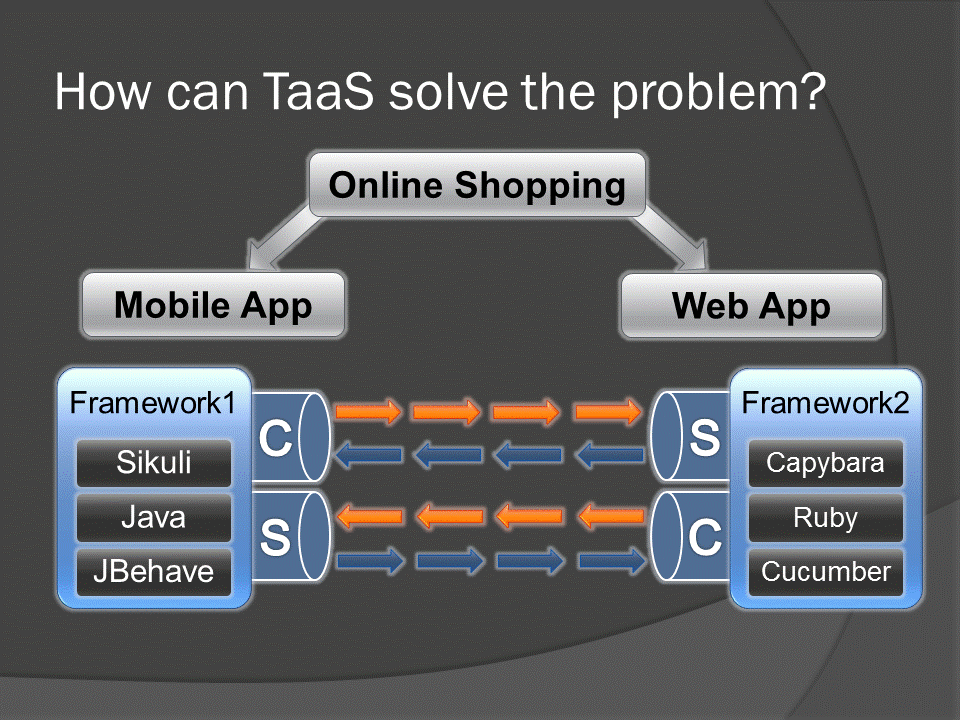 How can TaaS solve the problem?
Online Shopping
Mobile App
Web App
Framework1
Sikuli
Java
JBehave
C
S
S
C
Framework2
Capybara
Ruby
Cucumber